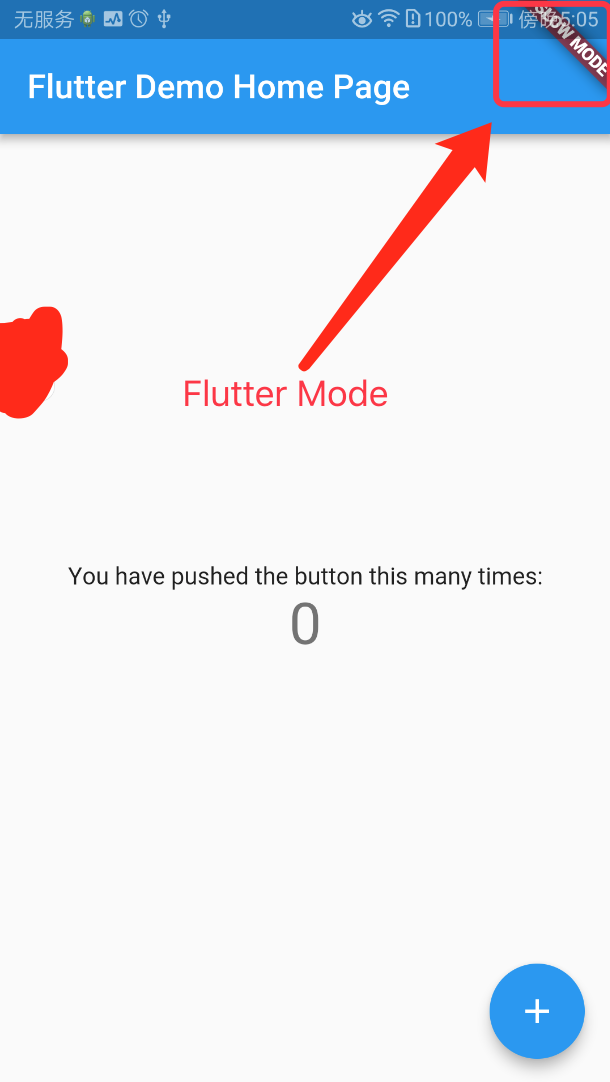 无服务 100% 傍晚5:05
SLOW MODE
Flutter Demo Home Page
Flutter Mode
You have pushed the button this many times:
0